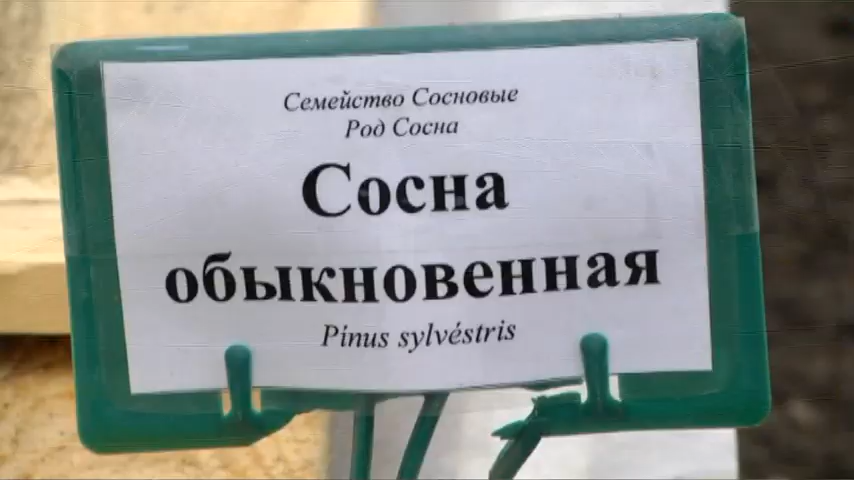 Семейство Сосновые
Род Сосна
Сосна
обыкновенная
Pínus sylvéstris